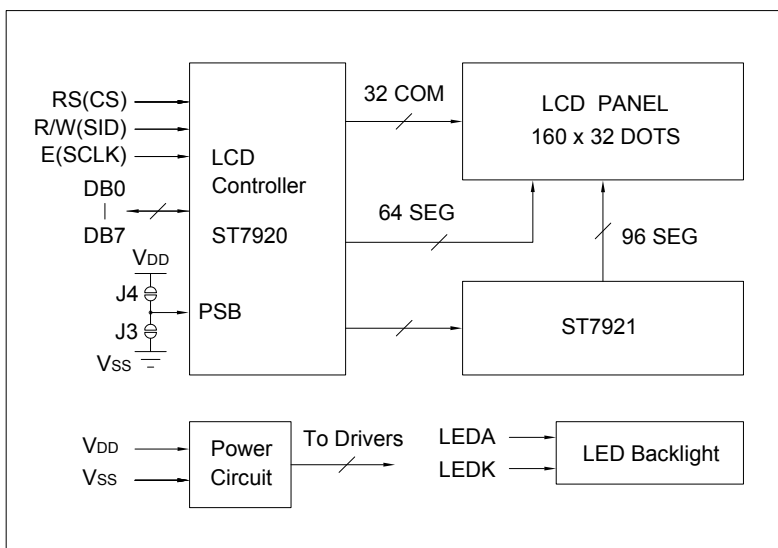 RS(CS)
R/W(SID)
E(SCLK)
DB0
DB7
VDD
J4
J3
VSS
LCD
Controller
ST7920
PSB
32 COM
64 SEG
LCD PANEL
160 x 32 DOTS
96 SEG
ST7921
VDD
VSS
Power
Circuit
To Drivers
LEDA
LEDK
LED Backlight